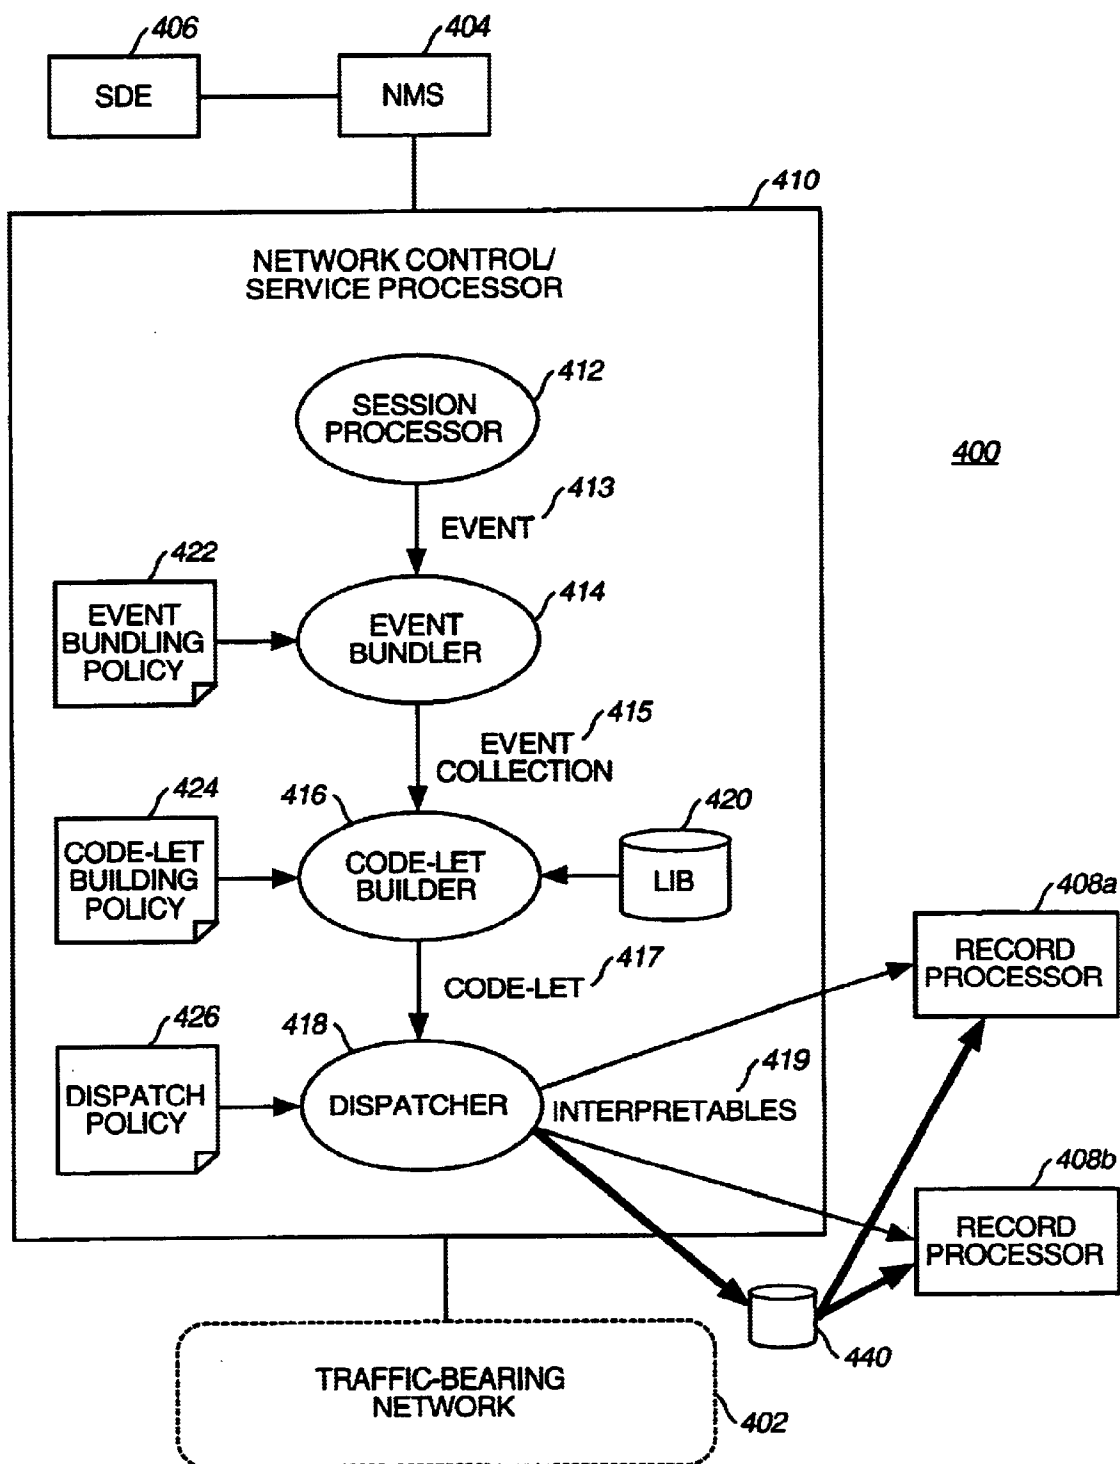 406
404
SDE
NMS
410
NETWORK CONTROL/
SERVICE PROCESSOR
412
SESSION
PROCESSOR
400
413
EVENT
422
414
EVENT
BUNDLING
POLICY
EVENT
BUNDLER
415
EVENT
COLLECTION
424
416
420
CODE-LET
BUILDING
POLICY
CODE-LET
BUILDER
LIB
408a
RECORD
PROCESSOR
417
CODE-LET
426
418
419
DISPATCH
POLICY
DISPATCHER
INTERPRETABLES
408b
RECORD
PROCESSOR
440
TRAFFIC-BEARING
NETWORK
402